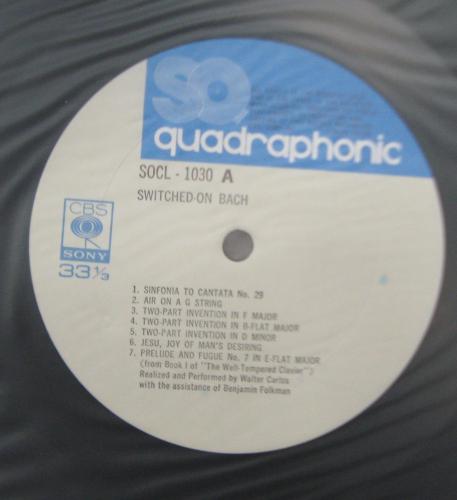 SQ
quadraphonic
SOCL - 1030 A
SWITCHED-ON BACH
CBS
SONY
33 1/3
1. SINFONIA TO CANTATA No. 29
2. AIR ON A G STRING
3. TWO-PART INVENTION IN F MAJOR
4. TWO-PART INVENTION IN B-FLAT MAJOR
5. TWO-PART INVENTION IN D MINOR
6. JESU, JOY OF MAN'S DESIRING
7. PRELUDE AND FUGUE No. 7 IN E-FLAT MAJOR
(from Book I of "The Well-Tempered Clavier")
Realized and Performed by Walter Carlos
with the assistance of Benjamin Folkman